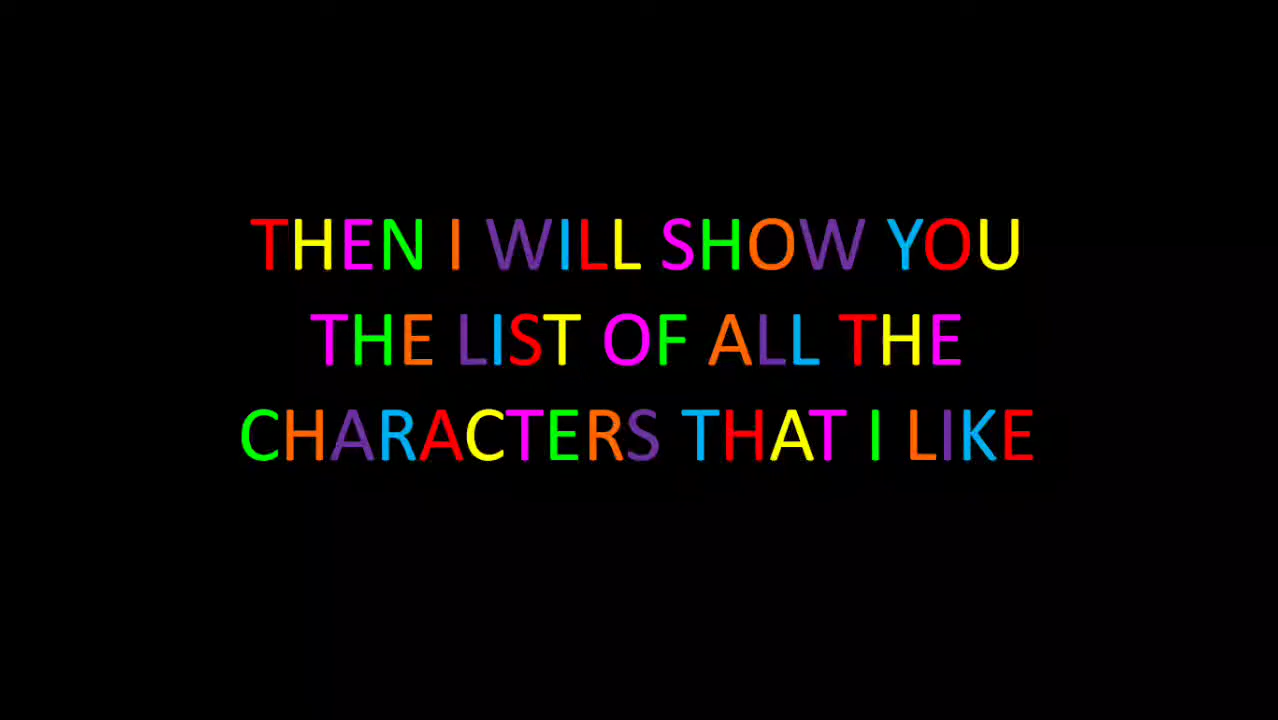 THEN I WILL SHOW YOU
THE LIST OF ALL THE
CHARACTERS THAT I LIKE